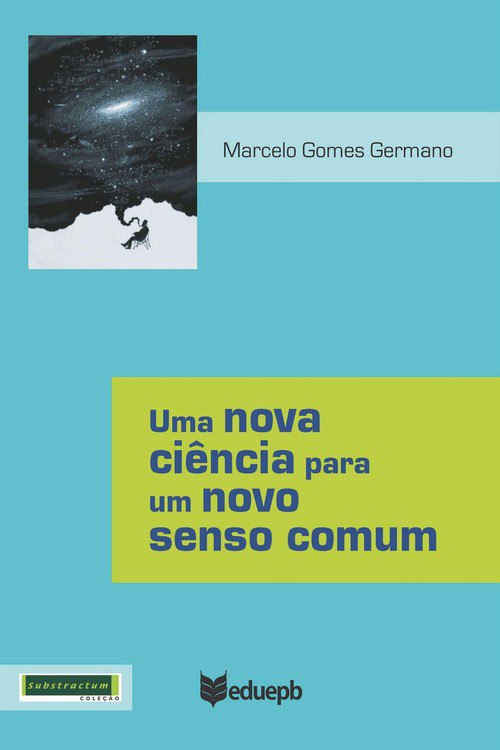 Marcelo Gomes Germano
Uma nova
ciência para
um novo
senso comum
Substractum
COLEÇÃO
eduepb